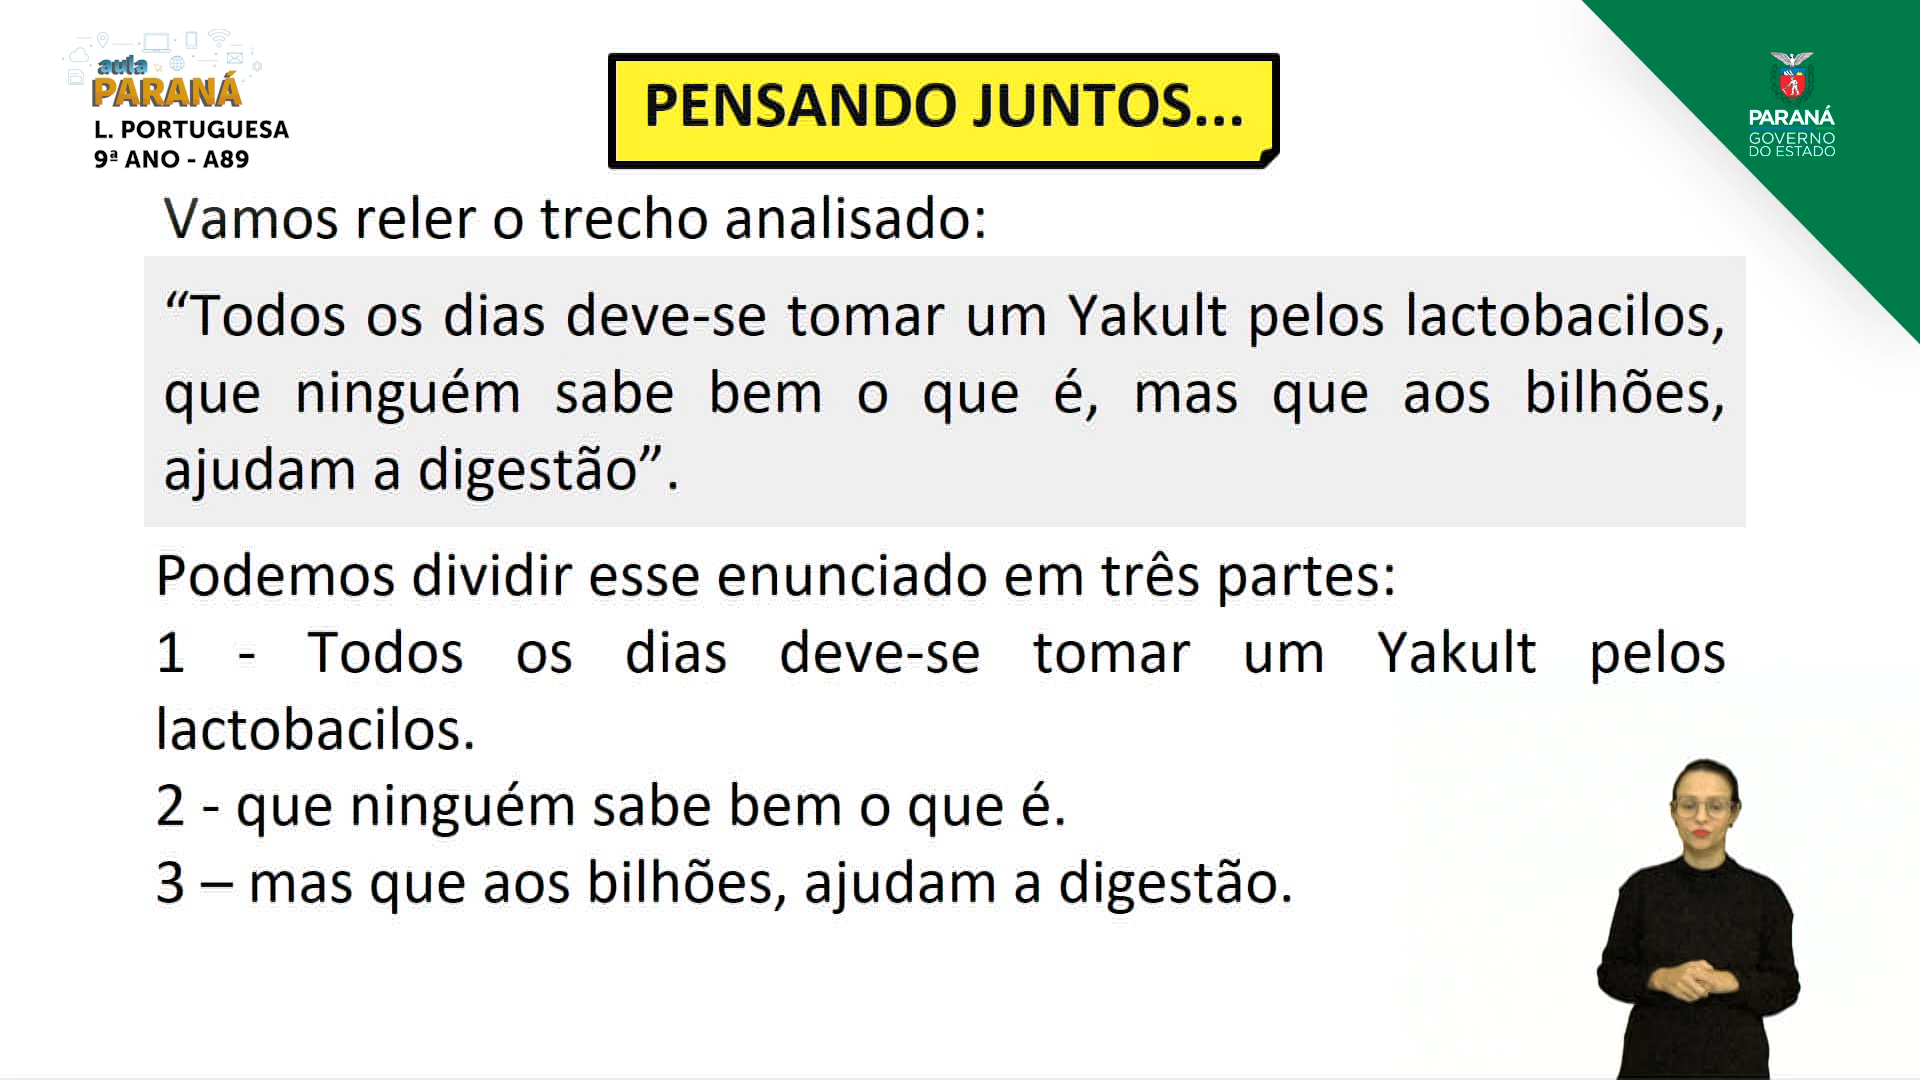 aula
PARANÁ
L. PORTUGUESA
9ª ANO - A89
PENSANDO JUNTOS...
PARANÁ
GOVERNO
DO ESTADO
Vamos reler o trecho analisado:
“Todos os dias deve-se tomar um Yakult pelos lactobacilos,
que ninguém sabe bem o que é, mas que aos bilhões,
ajudam a digestão”.
Podemos dividir esse enunciado em três partes:
1 - Todos os dias deve-se tomar um Yakult pelos
lactobacilos.
2 - que ninguém sabe bem o que é.
3 – mas que aos bilhões, ajudam a digestão.